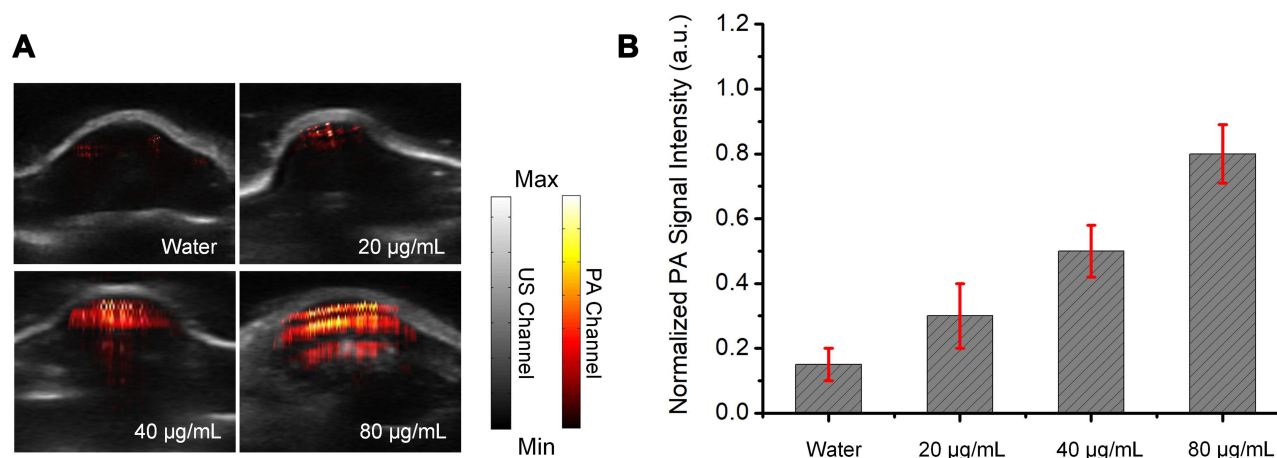 A
Water
20 µg/mL
40 µg/mL
80 µg/mL
Max
US Channel
PA Channel
Min
B
Normalized PA Signal Intensity (a.u.)
1.2
1.0
0.8
0.6
0.4
0.2
0.0
Water
20 µg/mL
40 µg/mL
80 µg/mL